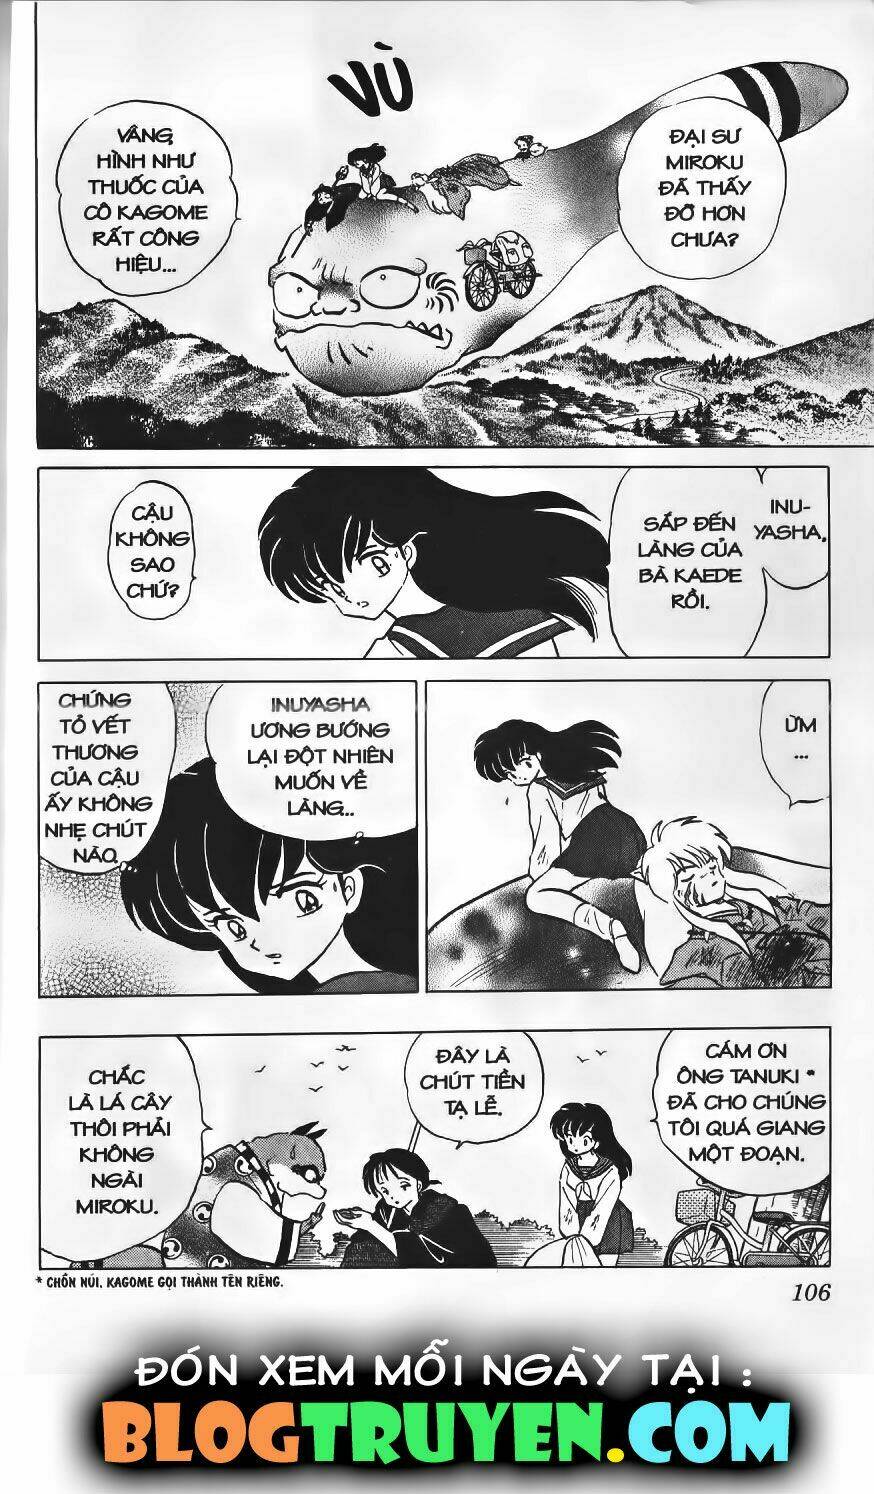 VÙ
ĐẠI SƯ
MIROKU
ĐÃ THẤY
ĐỠ HƠN
CHƯA?
VÂNG,
HÌNH NHƯ
THUỐC CỦA
CÔ KAGOME
RẤT CÔNG
HIỆU...
INU-
YASHA,
SẮP ĐẾN
LÀNG CỦA
BÀ KAEDE
RỒI.
CẬU
KHÔNG
SAO
CHỨ?
ỪM
...
INUYASHA
ƯƠNG BƯỚNG
LẠI ĐỘT NHIÊN
MUỐN VỀ
LÀNG...
CHỨNG
TỎ VẾT
THƯƠNG
CỦA CẬU
ẤY KHÔNG
NHẸ CHÚT
NÀO.
CÁM ƠN
ÔNG TANUKI *
ĐÃ CHO CHÚNG
TÔI QUÁ GIANG
MỘT ĐOẠN.
ĐÂY LÀ
CHÚT TIỀN
TẠ LỄ.
CHẮC
LÀ LÁ CÂY
THÔI PHẢI
KHÔNG
NGÀI
MIROKU.
* CHỒN NÚI. KAGOME GỌI THÀNH TÊN RIÊNG.
106
ĐÓN XEM MỖI NGÀY TẠI :
BLOGTRUYEN.COM